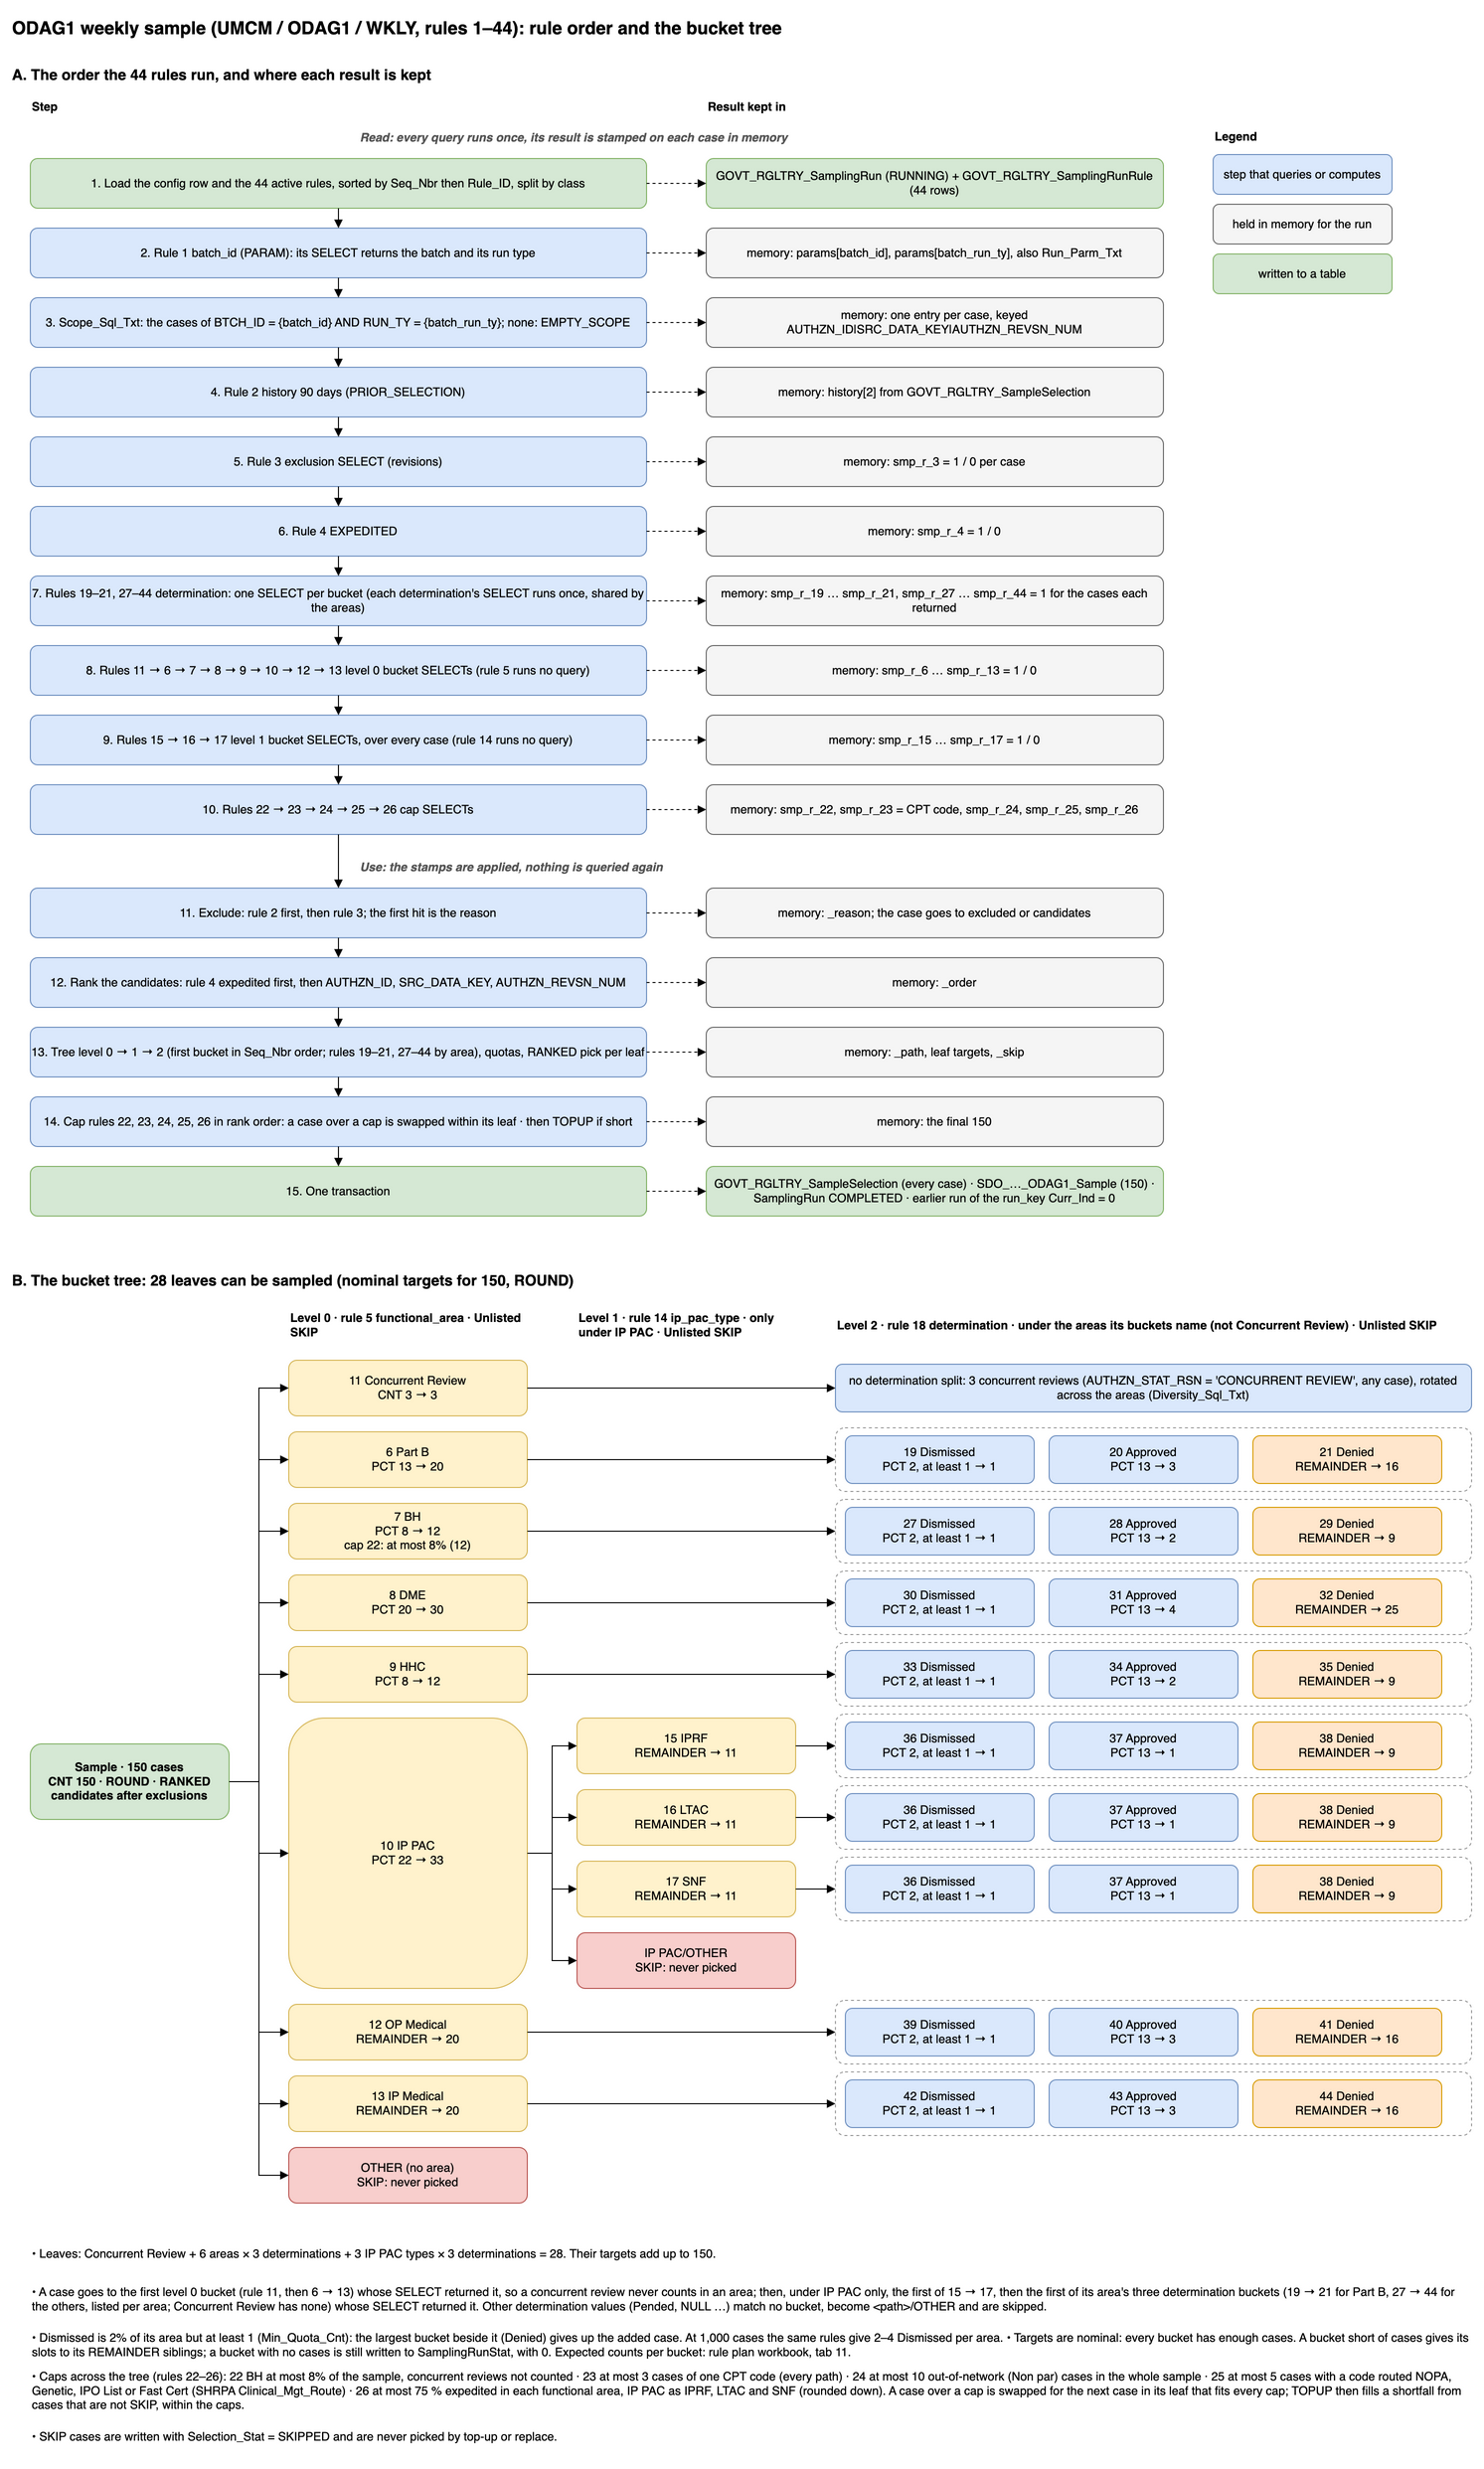 ODAG1 weekly sample (UMCM / ODAG1 / WKLY, rules 1–44): rule order and the bucket tree
A. The order the 44 rules run, and where each result is kept
Step
Result kept in
Read: every query runs once, its result is stamped on each case in memory
Legend
step that queries or computes
held in memory for the run
written to a table
1. Load the config row and the 44 active rules, sorted by Seq_Nbr then Rule_ID, split by class
GOVT_RGLTRY_SamplingRun (RUNNING) + GOVT_RGLTRY_SamplingRunRule
(44 rows)
2. Rule 1 batch_id (PARAM): its SELECT returns the batch and its run type
memory: params[batch_id], params[batch_run_ty], also Run_Parm_Txt
3. Scope_Sql_Txt: the cases of BTCH_ID = {batch_id} AND RUN_TY = {batch_run_ty}; none: EMPTY_SCOPE
memory: one entry per case, keyed
AUTHZN_ID|SRC_DATA_KEY|AUTHZN_REVSN_NUM
4. Rule 2 history 90 days (PRIOR_SELECTION)
memory: history[2] from GOVT_RGLTRY_SampleSelection
5. Rule 3 exclusion SELECT (revisions)
memory: smp_r_3 = 1 / 0 per case
6. Rule 4 EXPEDITED
memory: smp_r_4 = 1 / 0
7. Rules 19–21, 27–44 determination: one SELECT per bucket (each determination's SELECT runs once, shared by
the areas)
memory: smp_r_19 … smp_r_21, smp_r_27 … smp_r_44 = 1 for the cases each
returned
8. Rules 11 → 6 → 7 → 8 → 9 → 10 → 12 → 13 level 0 bucket SELECTs (rule 5 runs no query)
memory: smp_r_6 … smp_r_13 = 1 / 0
9. Rules 15 → 16 → 17 level 1 bucket SELECTs, over every case (rule 14 runs no query)
memory: smp_r_15 … smp_r_17 = 1 / 0
10. Rules 22 → 23 → 24 → 25 → 26 cap SELECTs
memory: smp_r_22, smp_r_23 = CPT code, smp_r_24, smp_r_25, smp_r_26
Use: the stamps are applied, nothing is queried again
11. Exclude: rule 2 first, then rule 3; the first hit is the reason
memory: _reason; the case goes to excluded or candidates
12. Rank the candidates: rule 4 expedited first, then AUTHZN_ID, SRC_DATA_KEY, AUTHZN_REVSN_NUM
memory: _order
13. Tree level 0 → 1 → 2 (first bucket in Seq_Nbr order; rules 19–21, 27–44 by area), quotas, RANKED pick per leaf
memory: _path, leaf targets, _skip
14. Cap rules 22, 23, 24, 25, 26 in rank order: a case over a cap is swapped within its leaf · then TOPUP if short
memory: the final 150
15. One transaction
GOVT_RGLTRY_SampleSelection (every case) · SDO_…_ODAG1_Sample (150) ·
SamplingRun COMPLETED · earlier run of the run_key Curr_Ind = 0
B. The bucket tree: 28 leaves can be sampled (nominal targets for 150, ROUND)
Level 0 · rule 5 functional_area · Unlisted
SKIP
Level 1 · rule 14 ip_pac_type · only
under IP PAC · Unlisted SKIP
Level 2 · rule 18 determination · under the areas its buckets name (not Concurrent Review) · Unlisted SKIP
11 Concurrent Review
CNT 3 → 3
no determination split: 3 concurrent reviews (AUTHZN_STAT_RSN = 'CONCURRENT REVIEW', any case), rotated
across the areas (Diversity_Sql_Txt)
6 Part B
PCT 13 → 20
19 Dismissed
PCT 2, at least 1 → 1
20 Approved
PCT 13 → 3
21 Denied
REMAINDER → 16
7 BH
PCT 8 → 12
cap 22: at most 8% (12)
27 Dismissed
PCT 2, at least 1 → 1
28 Approved
PCT 13 → 2
29 Denied
REMAINDER → 9
8 DME
PCT 20 → 30
30 Dismissed
PCT 2, at least 1 → 1
31 Approved
PCT 13 → 4
32 Denied
REMAINDER → 25
9 HHC
PCT 8 → 12
33 Dismissed
PCT 2, at least 1 → 1
34 Approved
PCT 13 → 2
35 Denied
REMAINDER → 9
Sample · 150 cases
CNT 150 · ROUND · RANKED
candidates after exclusions
10 IP PAC
PCT 22 → 33
15 IPRF
REMAINDER → 11
36 Dismissed
PCT 2, at least 1 → 1
37 Approved
PCT 13 → 1
38 Denied
REMAINDER → 9
16 LTAC
REMAINDER → 11
36 Dismissed
PCT 2, at least 1 → 1
37 Approved
PCT 13 → 1
38 Denied
REMAINDER → 9
17 SNF
REMAINDER → 11
36 Dismissed
PCT 2, at least 1 → 1
37 Approved
PCT 13 → 1
38 Denied
REMAINDER → 9
IP PAC/OTHER
SKIP: never picked
12 OP Medical
REMAINDER → 20
39 Dismissed
PCT 2, at least 1 → 1
40 Approved
PCT 13 → 3
41 Denied
REMAINDER → 16
13 IP Medical
REMAINDER → 20
42 Dismissed
PCT 2, at least 1 → 1
43 Approved
PCT 13 → 3
44 Denied
REMAINDER → 16
OTHER (no area)
SKIP: never picked
• Leaves: Concurrent Review + 6 areas × 3 determinations + 3 IP PAC types × 3 determinations = 28. Their targets add up to 150.
• A case goes to the first level 0 bucket (rule 11, then 6 → 13) whose SELECT returned it, so a concurrent review never counts in an area; then, under IP PAC only, the first of 15 → 17, then the first of its area's three determination buckets (19 → 21 for Part B, 27 → 44 for
the others, listed per area; Concurrent Review has none) whose SELECT returned it. Other determination values (Pended, NULL …) match no bucket, become <path>/OTHER and are skipped.
• Dismissed is 2% of its area but at least 1 (Min_Quota_Cnt): the largest bucket beside it (Denied) gives up the added case. At 1,000 cases the same rules give 2–4 Dismissed per area. • Targets are nominal: every bucket has enough cases. A bucket short of cases gives its
slots to its REMAINDER siblings; a bucket with no cases is still written to SamplingRunStat, with 0. Expected counts per bucket: rule plan workbook, tab 11.
• Caps across the tree (rules 22–26): 22 BH at most 8% of the sample, concurrent reviews not counted · 23 at most 3 cases of one CPT code (every path) · 24 at most 10 out-of-network (Non par) cases in the whole sample · 25 at most 5 cases with a code routed NOPA,
Genetic, IPO List or Fast Cert (SHRPA Clinical_Mgt_Route) · 26 at most 75 % expedited in each functional area, IP PAC as IPRF, LTAC and SNF (rounded down). A case over a cap is swapped for the next case in its leaf that fits every cap; TOPUP then fills a shortfall from
cases that are not SKIP, within the caps.
• SKIP cases are written with Selection_Stat = SKIPPED and are never picked by top-up or replace.